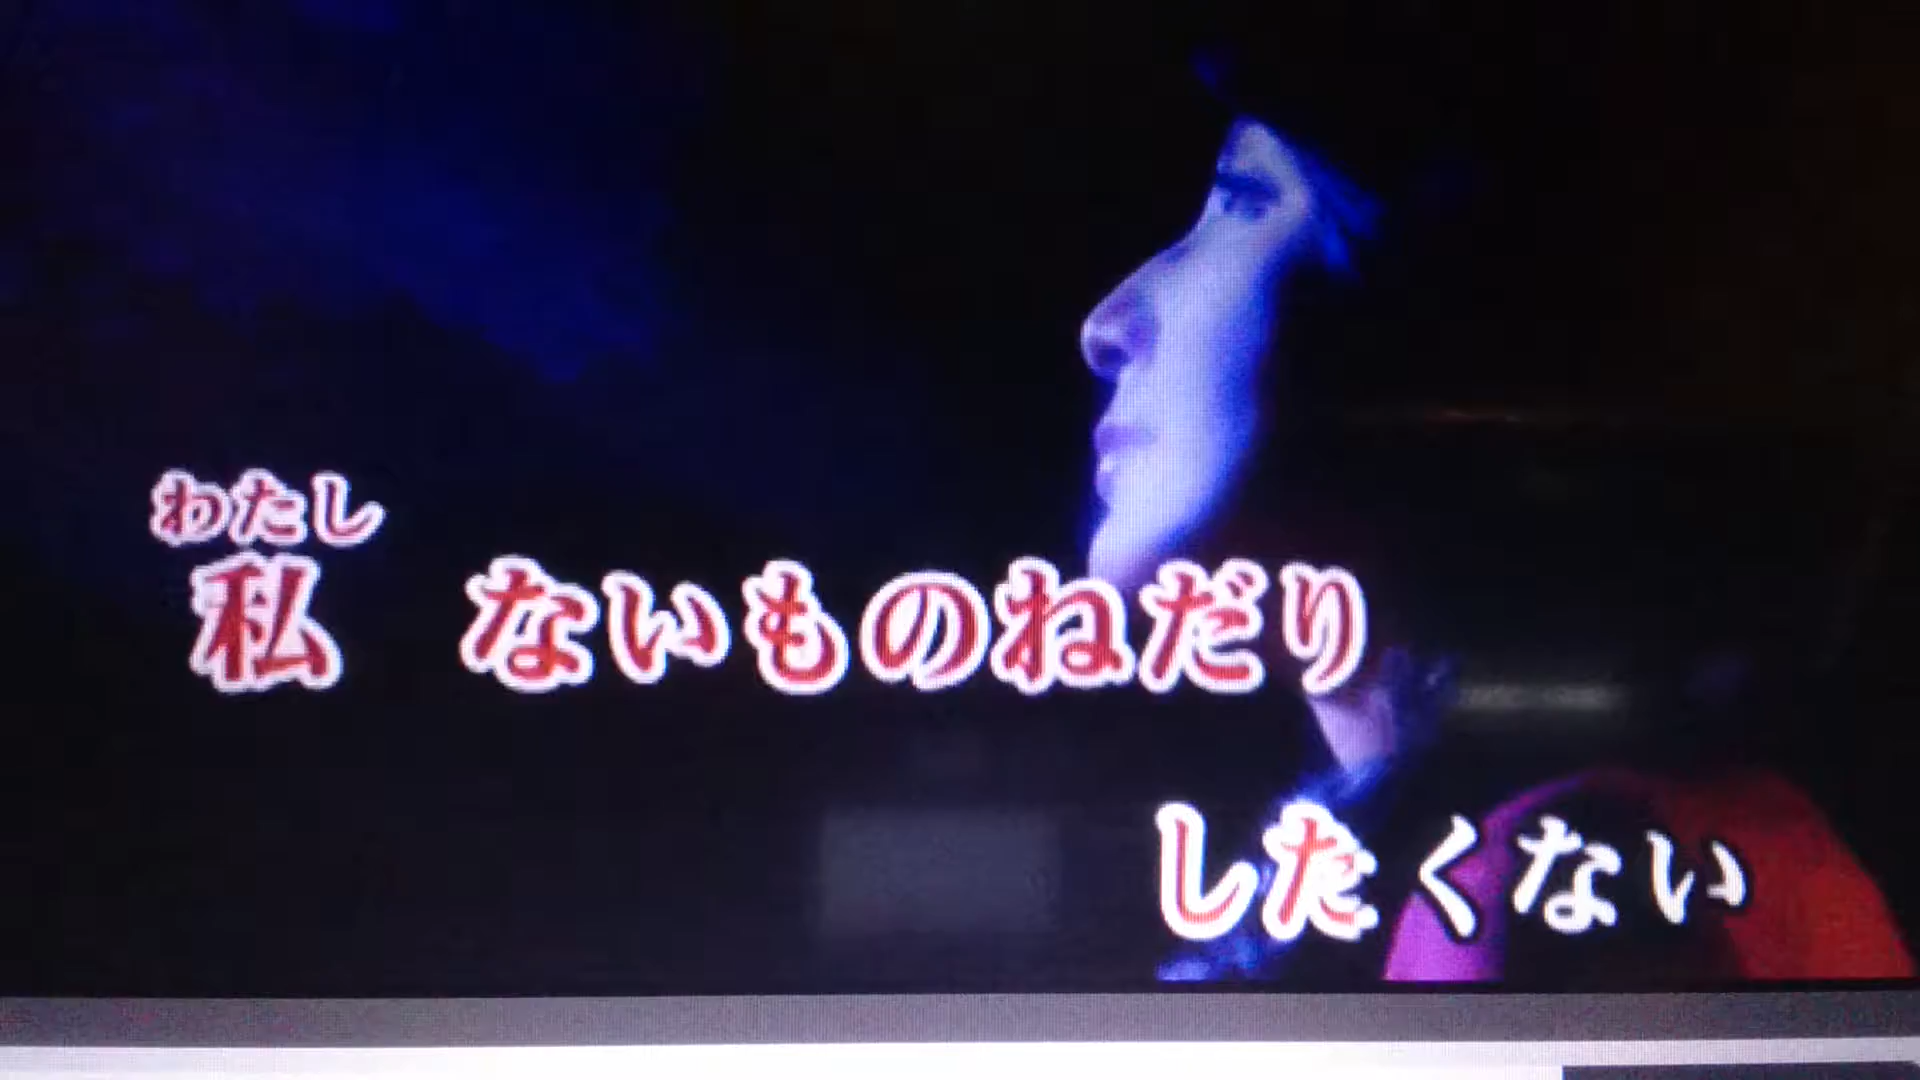 わたし
私 ないものねだり
したくない